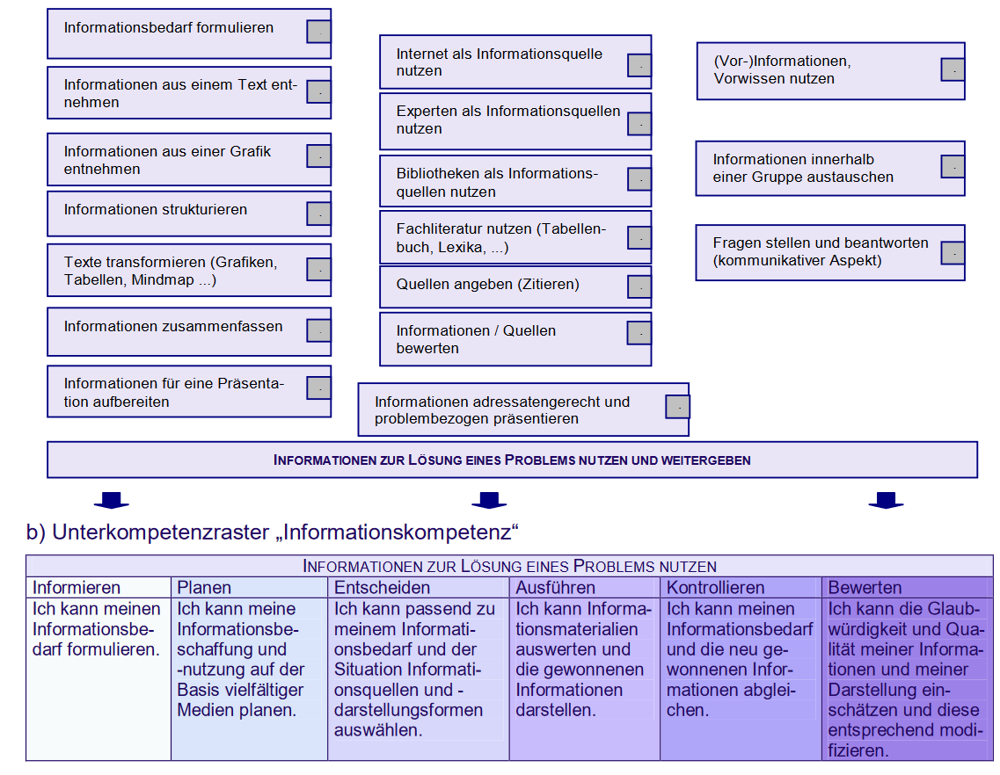 Informationsbedarf formulieren
Informationen aus einem Text ent-
nehmen
Informationen aus einer Grafik
entnehmen
Informationen strukturieren
Texte transformieren (Grafiken,
Tabellen, Mindmap ...)
Informationen zusammenfassen
Informationen für eine Präsenta-
tion aufbereiten
Internet als Informationsquelle
nutzen
Experten als Informationsquellen
nutzen
Bibliotheken als Informations-
quellen nutzen
Fachliteratur nutzen (Tabellen-
buch, Lexika, ...)
Quellen angeben (Zitieren)
Informationen / Quellen
bewerten
Informationen adressatengerecht und
problembezogen präsentieren
(Vor-)Informationen,
Vorwissen nutzen
Informationen innerhalb
einer Gruppe austauschen
Fragen stellen und beantworten
(kommunikativer Aspekt)
INFORMATIONEN ZUR LÖSUNG EINES PROBLEMS NUTZEN UND WEITERGEBEN
b) Unterkompetenzraster „Informationskompetenz“
INFORMATIONEN ZUR LÖSUNG EINES PROBLEMS NUTZEN
Informieren
Ich kann meinen
Informationsbe-
darf formulieren.
Planen
Ich kann meine
Informationsbe-
schaffung und
-nutzung auf der
Basis vielfältiger
Medien planen.
Entscheiden
Ich kann passend zu
meinem Informati-
onsbedarf und der
Situation Informati-
onsquellen und -
darstellungsformen
auswählen.
Ausführen
Ich kann Informa-
tionsmaterialien
auswerten und
die gewonnenen
Informationen
darstellen.
Kontrollieren
Ich kann meinen
Informationsbedarf
und die neu ge-
wonnenen Infor-
mationen abglei-
chen.
Bewerten
Ich kann die Glaub-
würdigkeit und Qua-
lität meiner Informa-
tionen und meiner
Darstellung ein-
schätzen und diese
entsprechend modi-
fizieren.